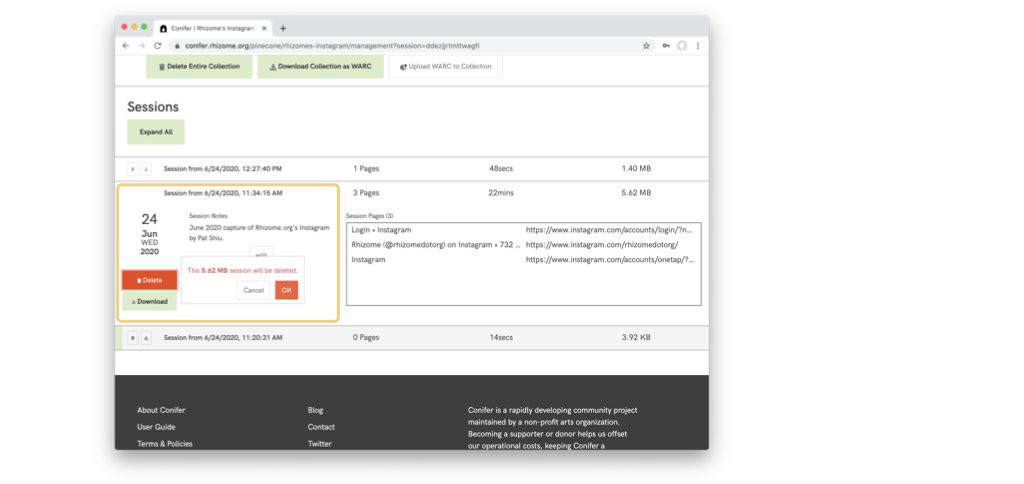 Conifer | Rhizome's Instagram
conifer.rhizome.org/pinecone/rhizomes-instagram/management?session=ddezjjrtmttwagfl
Delete Entire Collection
Download Collection as WARC
Upload WARC to Collection
Sessions
Expand All
Session from 6/24/2020, 12:27:40 PM 1 Pages 48secs 1.40 MB
Session from 6/24/2020, 11:34:15 AM 3 Pages 22mins 5.62 MB
24
Jun
WED
2020
Session Notes
June 2020 capture of Rhizome.org's Instagram
by Pat Shiu.
edit
This 5.62 MB session will be deleted.
Cancel OK
Delete
Download
Session Pages (3)
Login • Instagram https://www.instagram.com/accounts/login/?n...
Rhizome (@rhizomedotorg) on Instagram • 732 ... https://www.instagram.com/rhizomedotorg/
Instagram https://www.instagram.com/accounts/onetap/?...
Session from 6/24/2020, 11:20:31 AM 0 Pages 14secs 3.92 KB
About Conifer
User Guide
Terms & Policies
Blog
Contact
Twitter
Conifer is a rapidly developing community project
maintained by a non-profit arts organization.
Becoming a supporter or donor helps us offset
our operational costs, keeping Conifer a